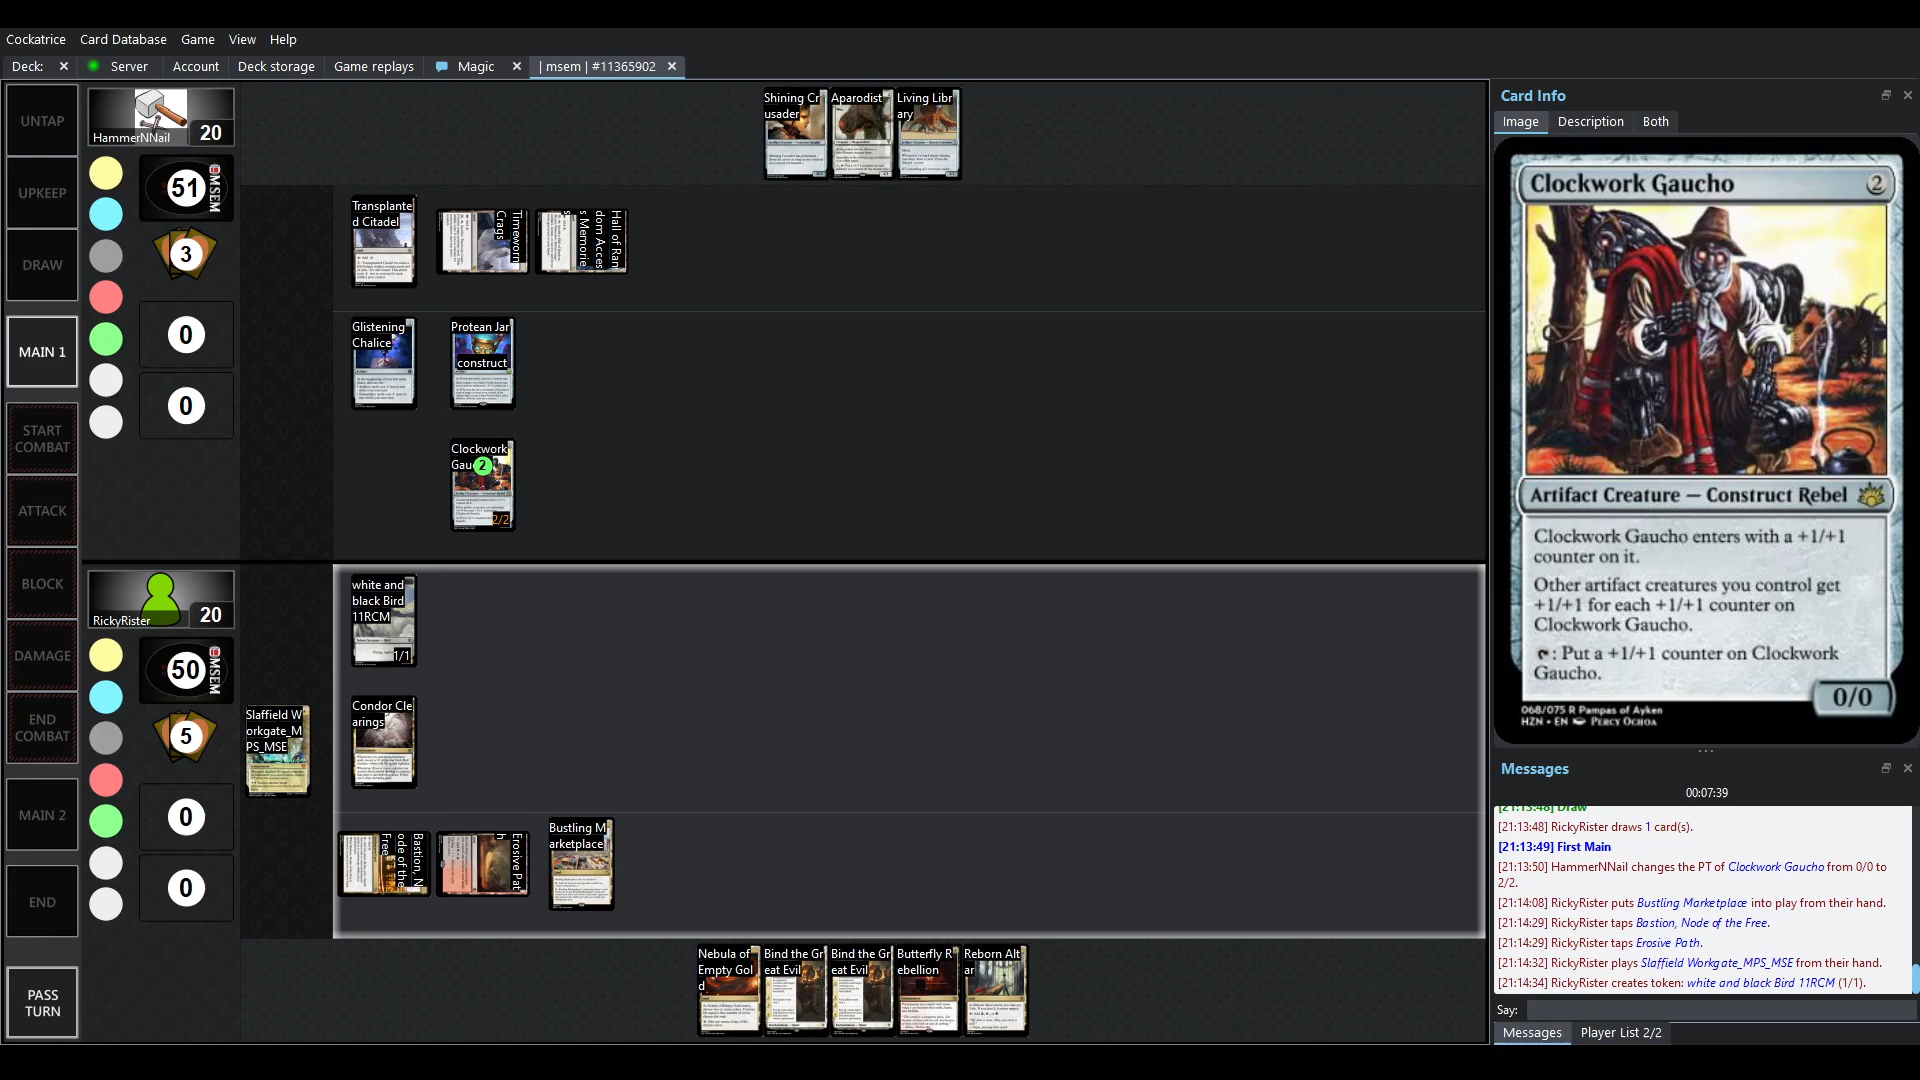 Cockatrice Card Database Game View Help
Deck: Server Account Deck storage Game replays Magic | msem | #11365902
UNTAP
UPKEEP
DRAW
MAIN 1
START
COMBAT
ATTACK
BLOCK
DAMAGE
END
COMBAT
MAIN 2
END
PASS
TURN
HammerNNail
20
51
MSEM
3
0
0
Shining Cr
usader
Aparodist
Living Libr
ary
Transplante
d Citadel
Timeworn
Crags
Hall of Ran
dom Acces
s Memorie
s
Glistening
Chalice
Protean Jar
construct
Clockwork
Gau
2
2/2
RickyRister
20
50
MSEM
5
0
0
Slaffield W
orkgate_M
PS_MSE
white and
black Bird
11RCM
1/1
Condor Cle
arings
Bastion, N
ode of the
Free
Erosive Pat
h
Bustling M
arketplace
Nebula of
Empty Gol
d
Bind the Gr
eat Evil
Bind the Gr
eat Evil
Butterfly R
ebellion
Reborn Alt
ar
Card Info
Image Description Both
Clockwork Gaucho 2
Artifact Creature — Construct Rebel
Clockwork Gaucho enters with a +1/+1
counter on it.
Other artifact creatures you control get
+1/+1 for each +1/+1 counter on
Clockwork Gaucho.
: Put a +1/+1 counter on Clockwork
Gaucho.
0/0
068/075 R Pampas of Ayken
HZN • EN Percy Ochoa
Messages
00:07:39
[21:13:48] Draw
[21:13:48] RickyRister draws 1 card(s).
[21:13:49] First Main
[21:13:50] HammerNNail changes the PT of Clockwork Gaucho from 0/0 to
2/2.
[21:14:08] RickyRister puts Bustling Marketplace into play from their hand.
[21:14:29] RickyRister taps Bastion, Node of the Free.
[21:14:29] RickyRister taps Erosive Path.
[21:14:32] RickyRister plays Slaffield Workgate_MPS_MSE from their hand.
[21:14:34] RickyRister creates token: white and black Bird 11RCM (1/1).
Say:
Messages Player List 2/2